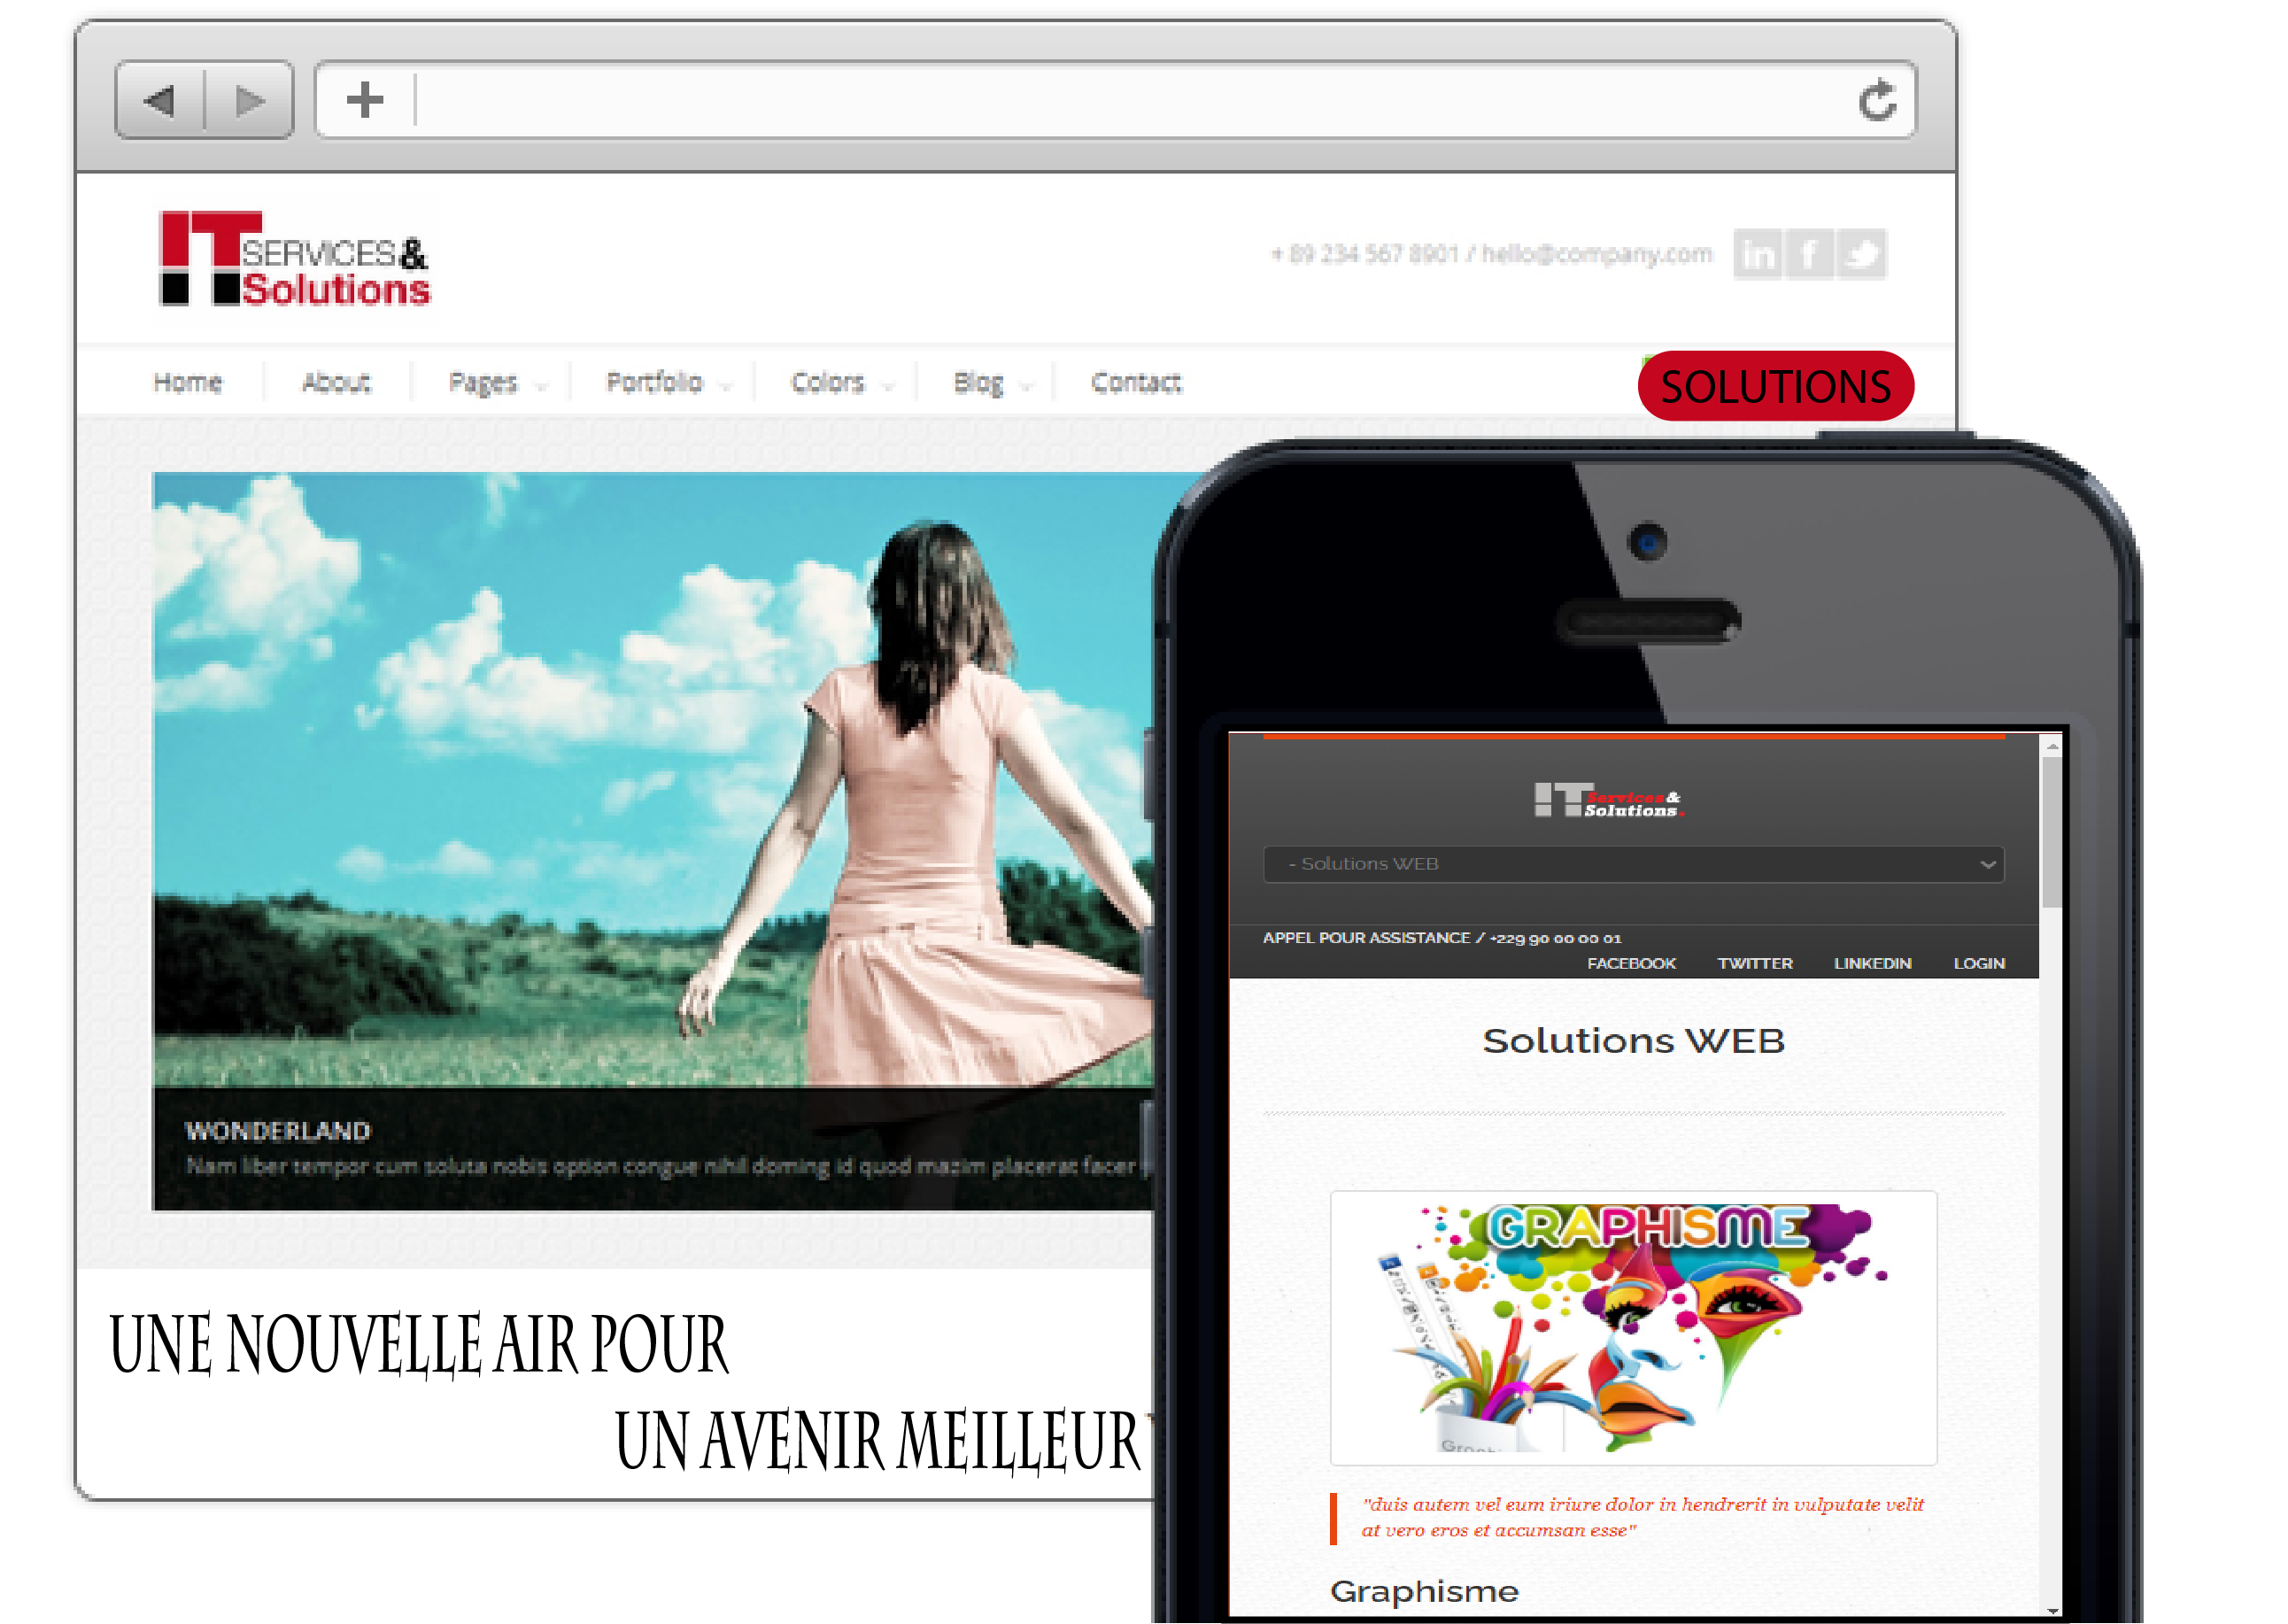 IT SERVICES&
Solutions
+ 89 234 567 8901 / hello@company.com
in f
Home About Pages Portfolio Colors Blog Contact
SOLUTIONS
WONDERLAND
Nam liber tempor cum soluta nobis option congue nihil doming id quod mazim placerat facer
UNE NOUVELLE AIR POUR
UN AVENIR MEILLEUR
IT Services&
Solutions.
- Solutions WEB
APPEL POUR ASSISTANCE / +229 90 00 00 01
FACEBOOK TWITTER LINKEDIN LOGIN
Solutions WEB
GRAPHISME
"duis autem vel eum iriure dolor in hendrerit in vulputate velit
at vero eros et accumsan esse"
Graphisme